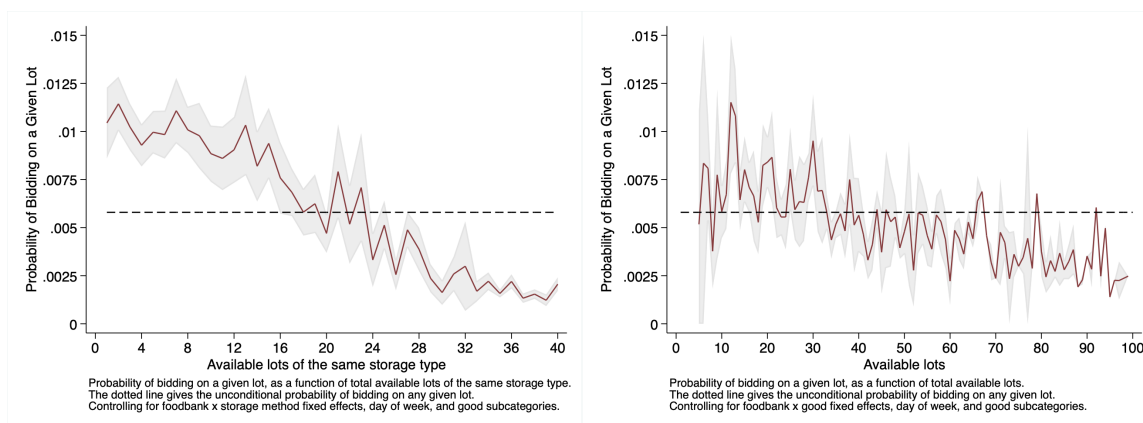 Probability of Bidding on a Given Lot
.015
.0125
.01
.0075
.005
.0025
0
0 4 8 12 16 20 24 28 32 36 40
Available lots of the same storage type
Probability of bidding on a given lot, as a function of total available lots of the same storage type.
The dotted line gives the unconditional probability of bidding on any given lot.
Controlling for foodbank x storage method fixed effects, day of week, and good subcategories.
Probability of Bidding on a Given Lot
.015
.0125
.01
.0075
.005
.0025
0
0 10 20 30 40 50 60 70 80 90 100
Available lots
Probability of bidding on a given lot, as a function of total available lots.
The dotted line gives the unconditional probability of bidding on any given lot.
Controlling for foodbank x good fixed effects, day of week, and good subcategories.